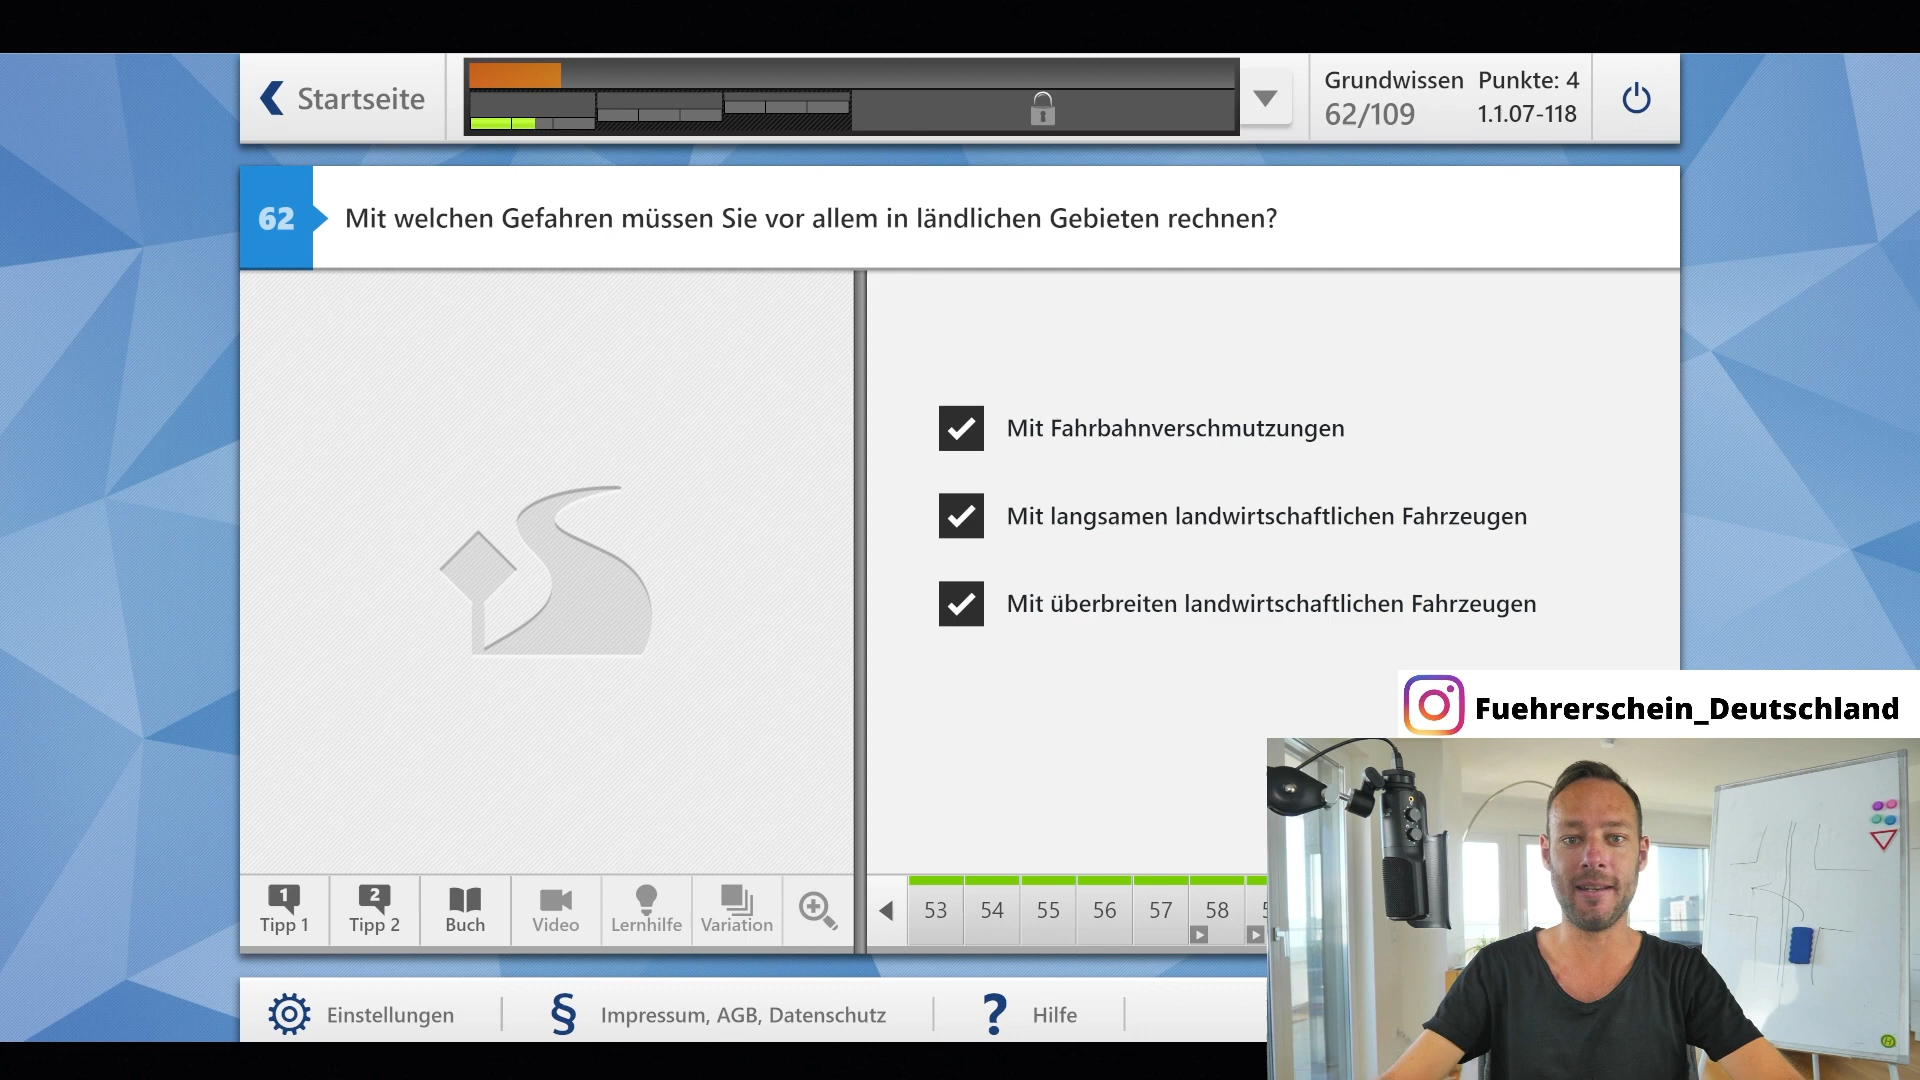 Startseite
Grundwissen Punkte: 4
62/109 1.1.07-118
62 Mit welchen Gefahren müssen Sie vor allem in ländlichen Gebieten rechnen?
Mit Fahrbahnverschmutzungen
Mit langsamen landwirtschaftlichen Fahrzeugen
Mit überbreiten landwirtschaftlichen Fahrzeugen
Fuehrerschein_Deutschland
1 2
Tipp 1 Tipp 2 Buch Video Lernhilfe Variation
53 54 55 56 57 58
Einstellungen § Impressum, AGB, Datenschutz ? Hilfe